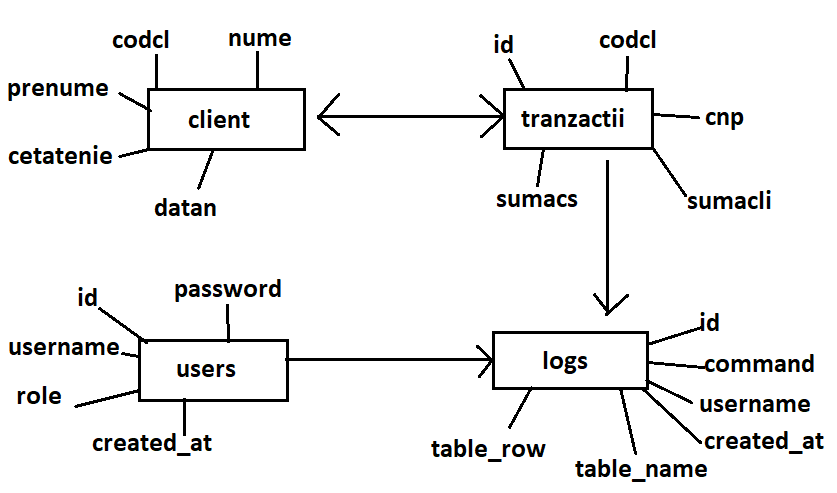 codcl
nume
prenume
client
cetatenie
datan
id
codcl
tranzactii
cnp
sumacs
sumacli
id
password
username
users
role
created_at
id
logs
command
username
created_at
table_row
table_name